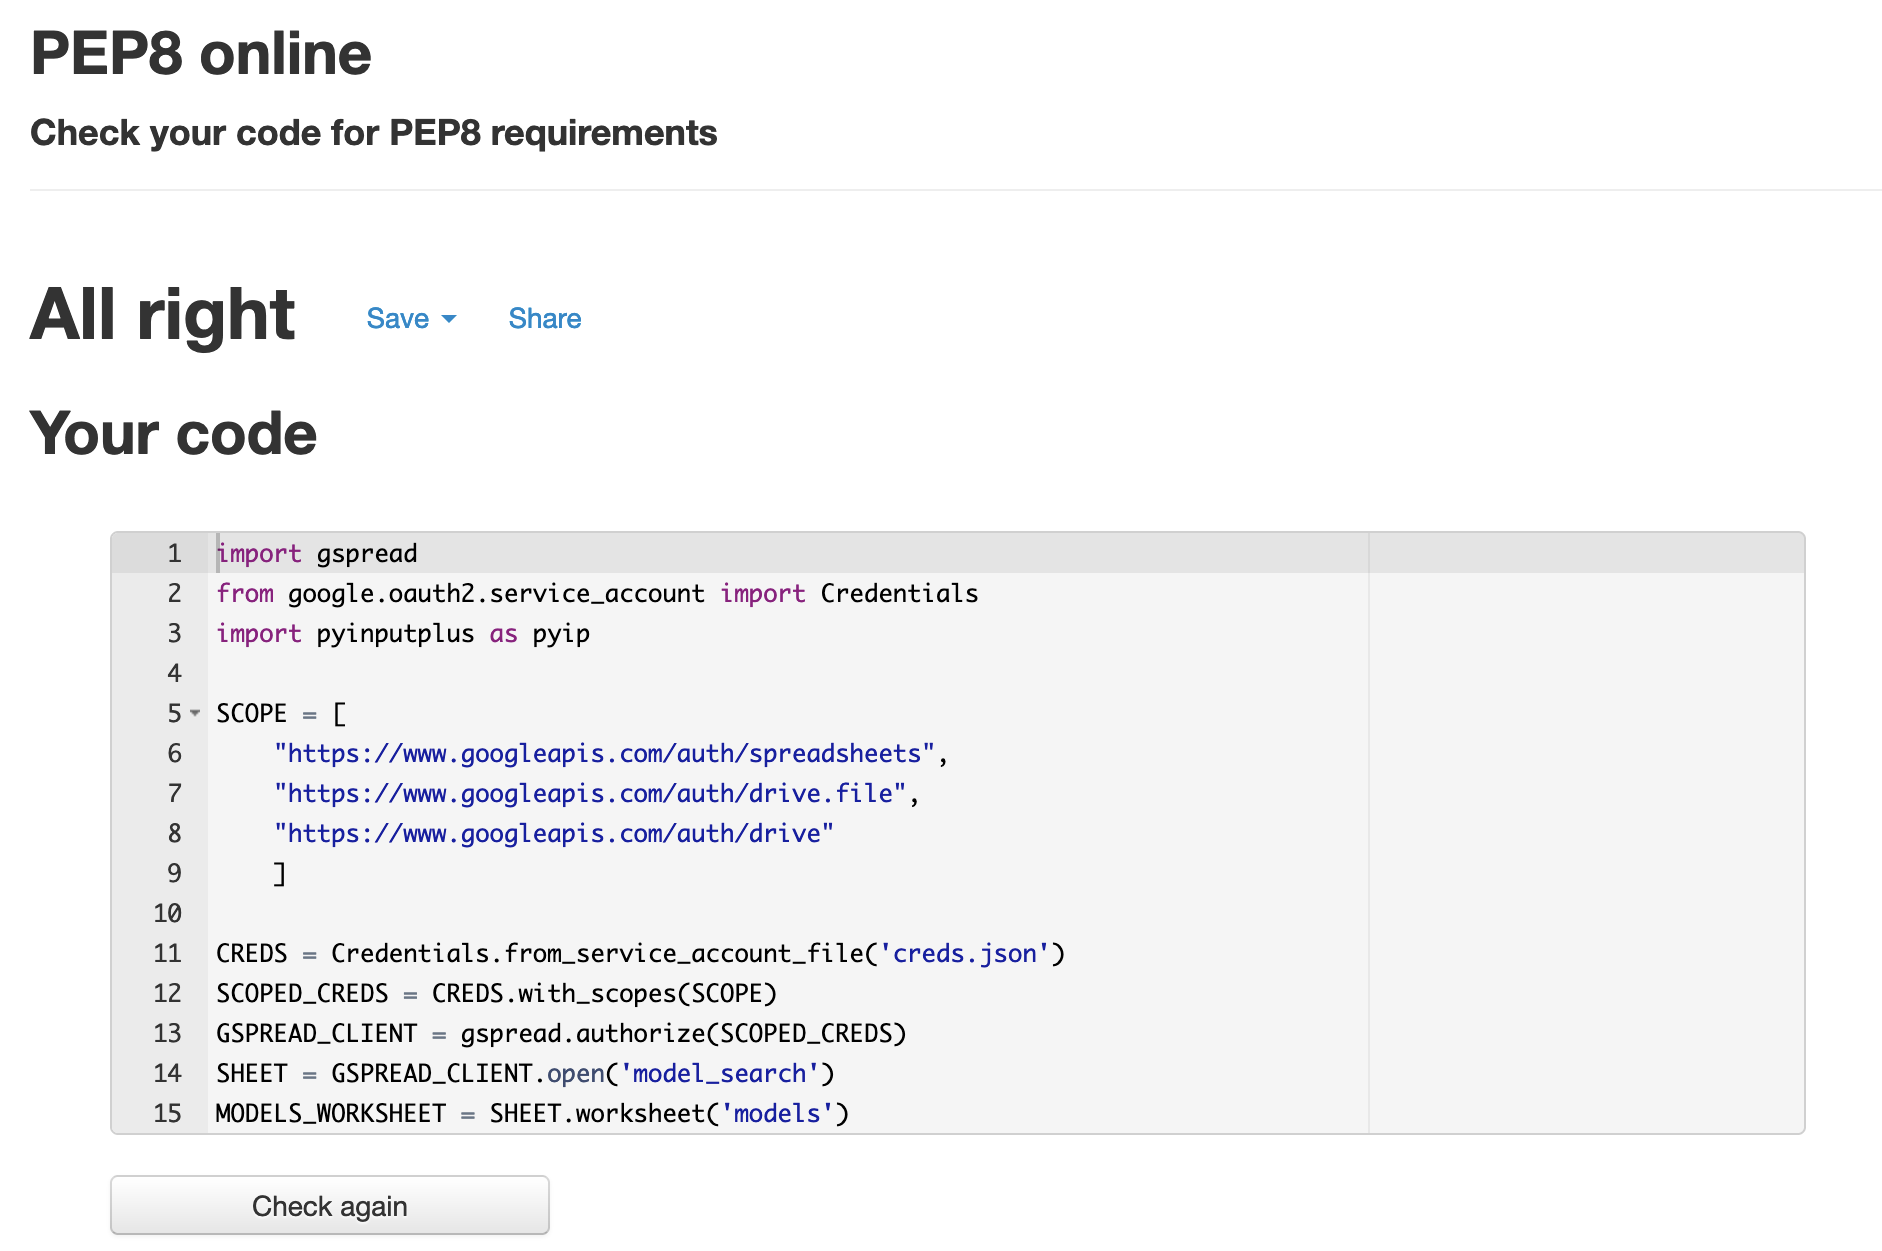 PEP8 online
Check your code for PEP8 requirements
All right Save Share
Your code
1 import gspread
2 from google.oauth2.service_account import Credentials
3 import pyinputplus as pyip
4
5 SCOPE = [
6     "https://www.googleapis.com/auth/spreadsheets",
7     "https://www.googleapis.com/auth/drive.file",
8     "https://www.googleapis.com/auth/drive"
9     ]
10
11 CREDS = Credentials.from_service_account_file('creds.json')
12 SCOPED_CREDS = CREDS.with_scopes(SCOPE)
13 GSPREAD_CLIENT = gspread.authorize(SCOPED_CREDS)
14 SHEET = GSPREAD_CLIENT.open('model_search')
15 MODELS_WORKSHEET = SHEET.worksheet('models')
Check again